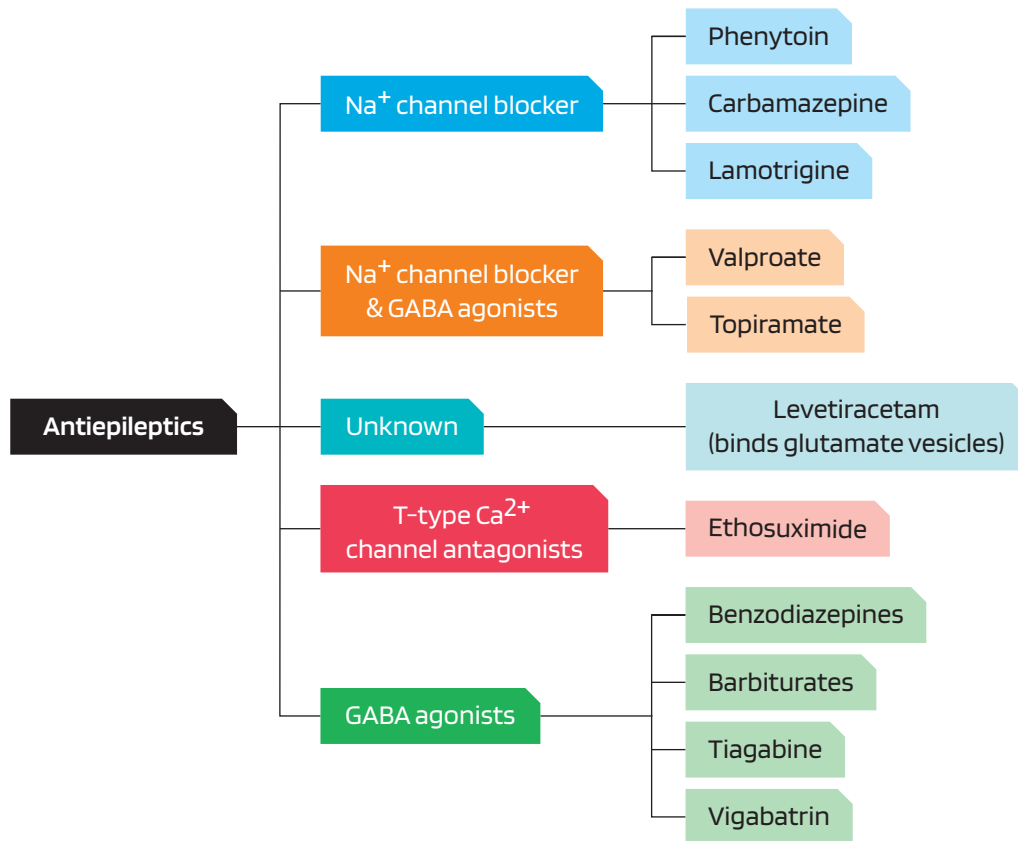 Antiepileptics
Na⁺ channel blocker
Phenytoin
Carbamazepine
Lamotrigine
Na⁺ channel blocker
& GABA agonists
Valproate
Topiramate
Unknown
Levetiracetam
(binds glutamate vesicles)
T-type Ca²⁺
channel antagonists
Ethosuximide
GABA agonists
Benzodiazepines
Barbiturates
Tiagabine
Vigabatrin